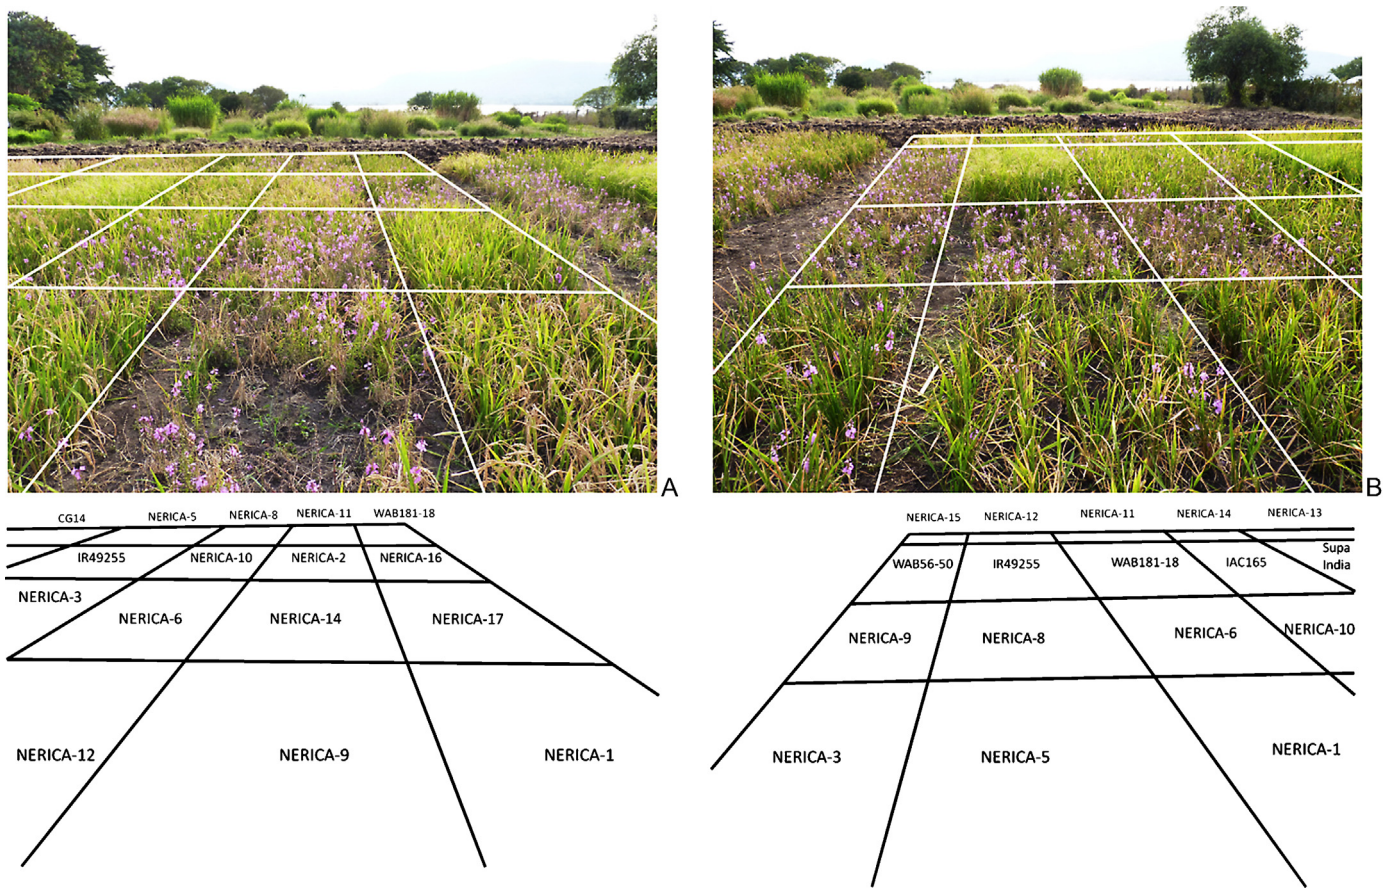 A
B
CG14 NERICA-5 NERICA-8 NERICA-11 WAB181-18
IR49255 NERICA-10 NERICA-2 NERICA-16
NERICA-3
NERICA-6 NERICA-14 NERICA-17
NERICA-12 NERICA-9 NERICA-1
NERICA-15 NERICA-12 NERICA-11 NERICA-14 NERICA-13
WAB56-50 IR49255 WAB181-18 IAC165 Supa
India
NERICA-9 NERICA-8 NERICA-6 NERICA-10
NERICA-3 NERICA-5 NERICA-1